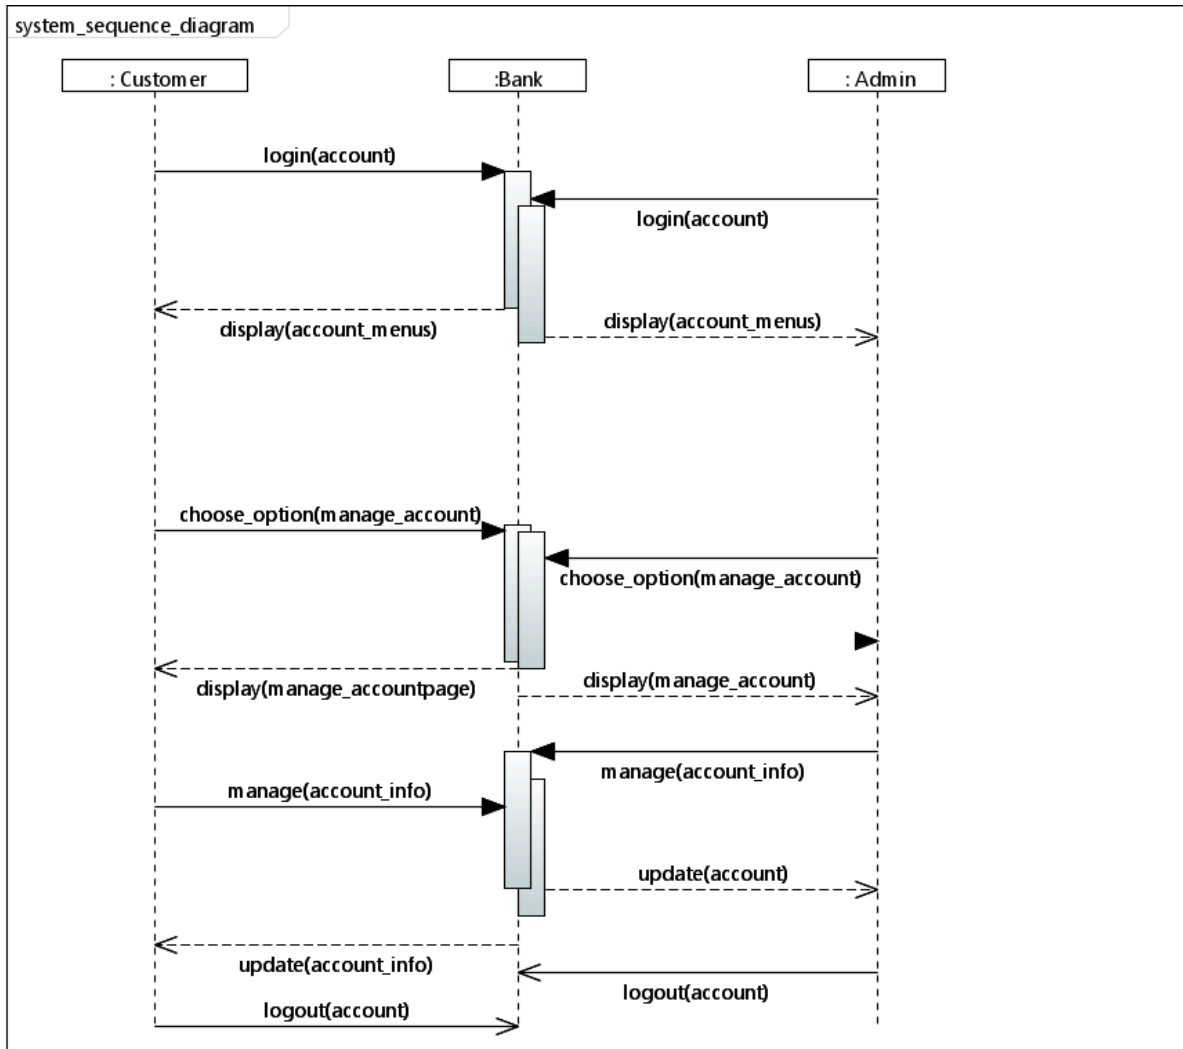 system_sequence_diagram
: Customer
:Bank
: Admin
login(account)
login(account)
display(account_menus)
display(account_menus)
choose_option(manage_account)
choose_option(manage_account)
display(manage_accountpage)
display(manage_account)
manage(account_info)
manage(account_info)
update(account)
update(account_info)
logout(account)
logout(account)